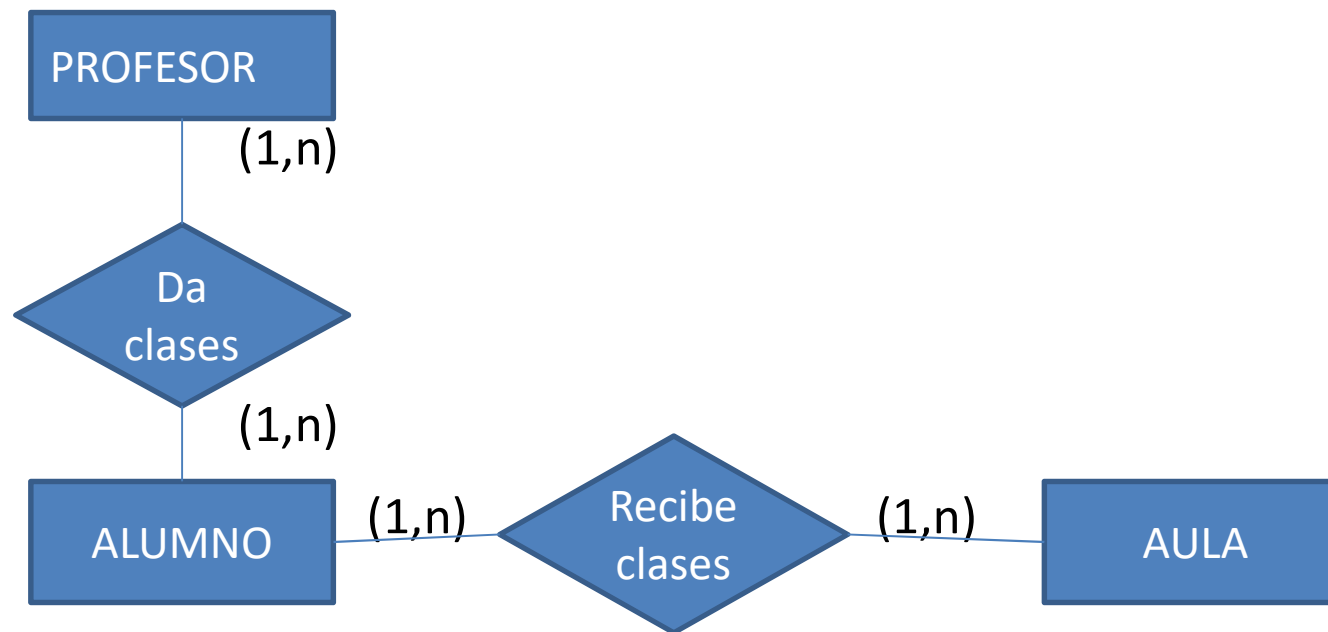 PROFESOR
(1,n)
Da
clases
(1,n)
ALUMNO
(1,n)
Recibe
clases
(1,n)
AULA